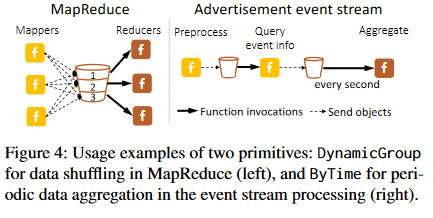 MapReduce
Advertisement event stream
Mappers
Reducers
Preprocess
Query
event info
Aggregate
f
f
f
1
2
3
f
f
f
f
f
f
every second
Function invocations
Send objects
Figure 4: Usage examples of two primitives: DynamicGroup
for data shuffling in MapReduce (left), and ByTime for peri-
odic data aggregation in the event stream processing (right).